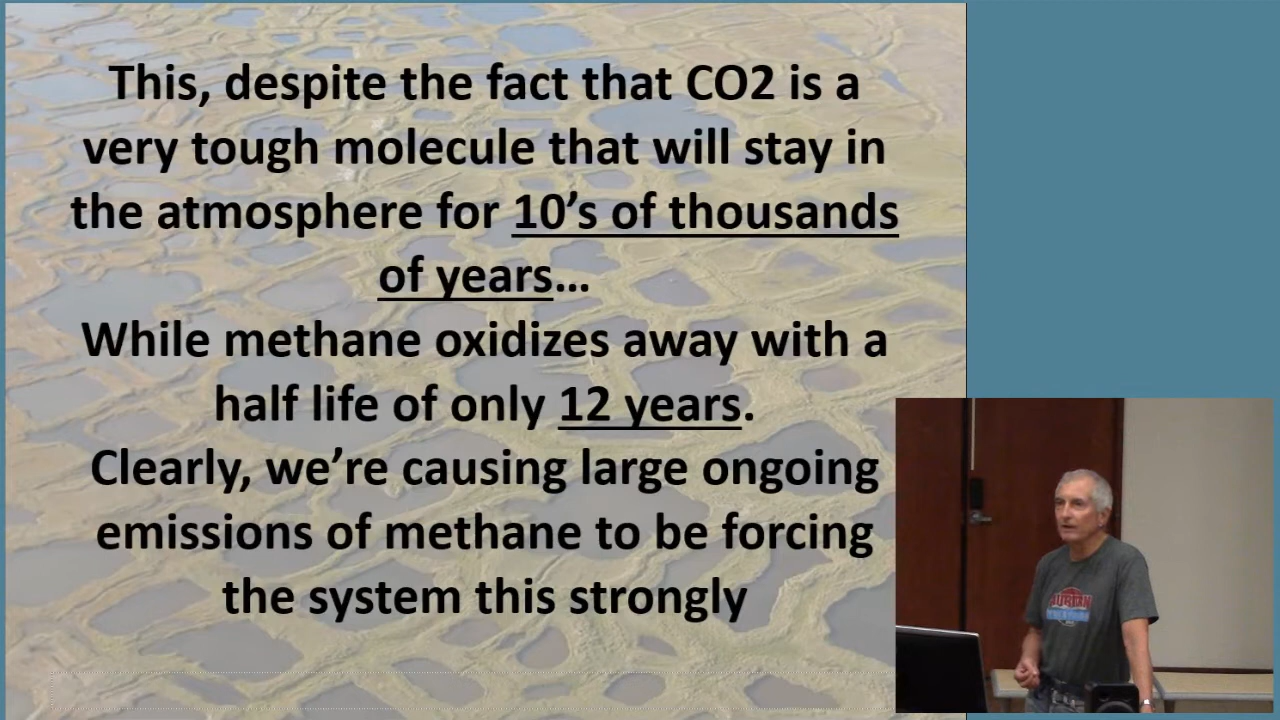 This, despite the fact that CO2 is a
very tough molecule that will stay in
the atmosphere for 10’s of thousands
of years…
While methane oxidizes away with a
half life of only 12 years.
Clearly, we’re causing large ongoing
emissions of methane to be forcing
the system this strongly